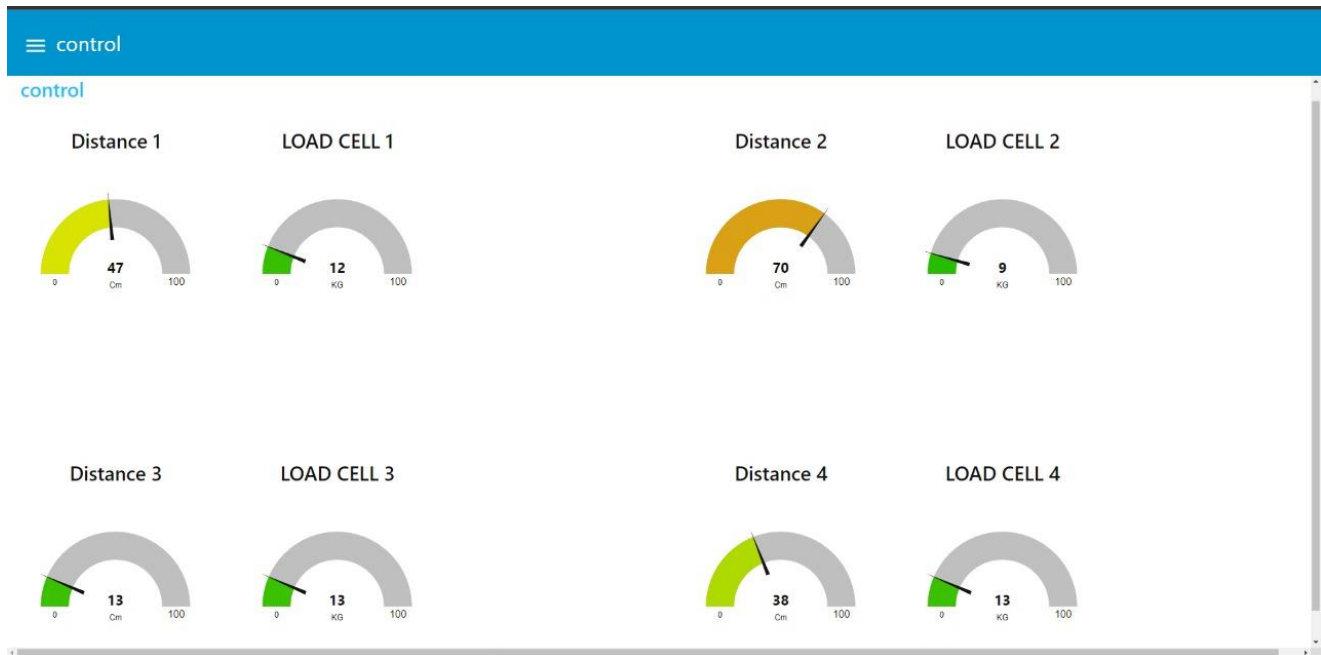 control
control
Distance 1
LOAD CELL 1
Distance 2
LOAD CELL 2
47
0
Cm
100
12
0
KG
100
70
0
Cm
100
9
0
KG
100
Distance 3
LOAD CELL 3
Distance 4
LOAD CELL 4
13
0
Cm
100
13
0
KG
100
38
0
Cm
100
13
0
KG
100